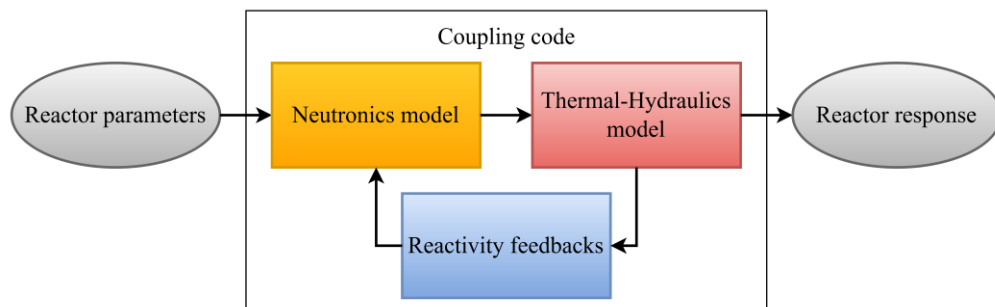 Coupling code
Reactor parameters
Neutronics model
Thermal-Hydraulics
model
Reactor response
Reactivity feedbacks